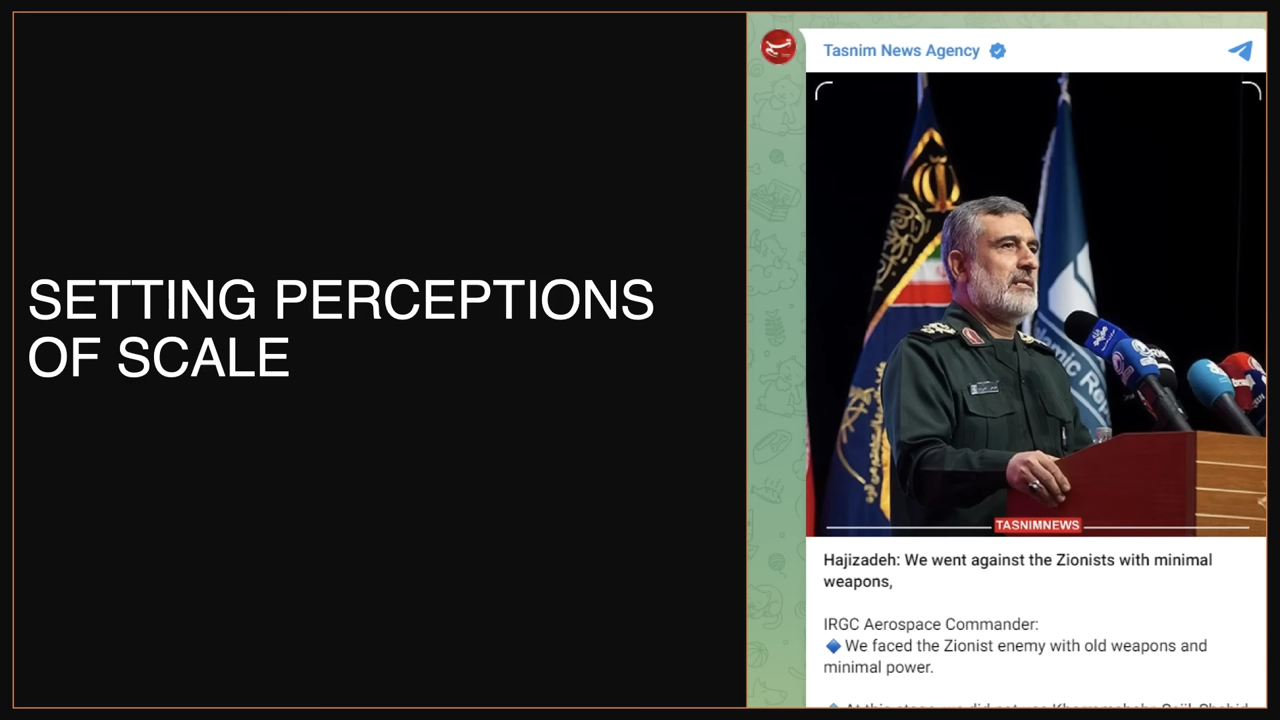 SETTING PERCEPTIONS
OF SCALE
Tasnim News Agency
TASNIMNEWS
Hajizadeh: We went against the Zionists with minimal
weapons,
IRGC Aerospace Commander:
🔷 We faced the Zionist enemy with old weapons and
minimal power.